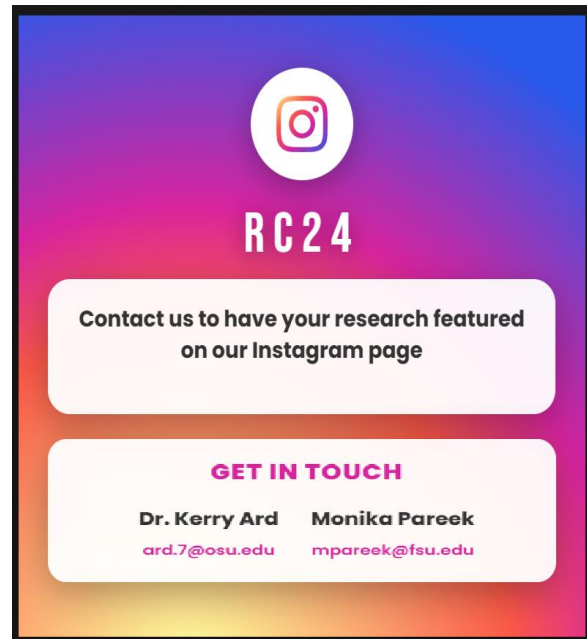 RC24
Contact us to have your research featured
on our Instagram page
GET IN TOUCH
Dr. Kerry Ard Monika Pareek
ard.7@osu.edu mpareek@fsu.edu